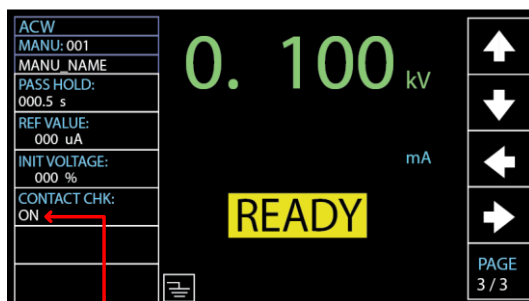 ACW
MANU: 001
MANU_NAME
PASS HOLD:
000.5 s
REF VALUE:
000 uA
INIT VOLTAGE:
000 %
CONTACT CHK:
ON
0. 100 kV
mA
READY
PAGE
3 / 3